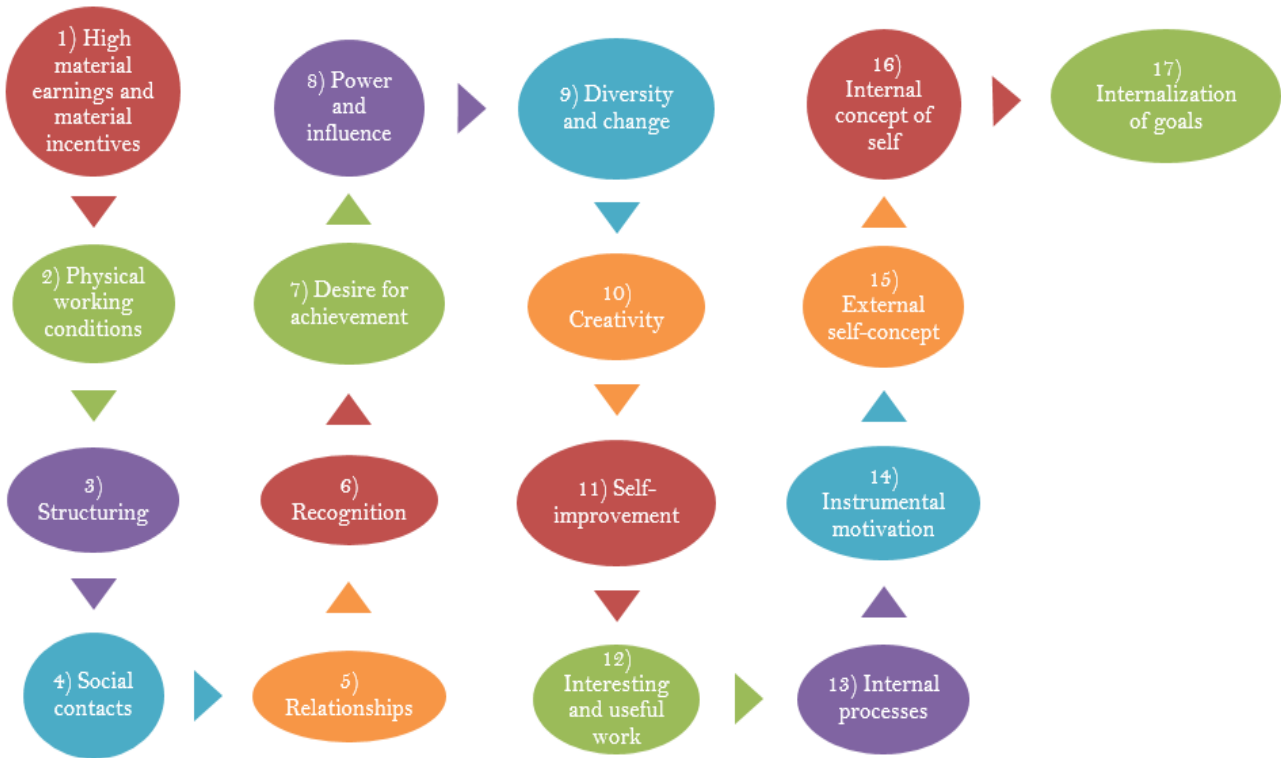 1) High
material
earnings and
material
incentives
2) Physical
working
conditions
3)
Structuring
4) Social
contacts
5)
Relationships
6)
Recognition
7) Desire for
achievement
8) Power
and
influence
9) Diversity
and change
10)
Creativity
11) Self-
improvement
12)
Interesting
and useful
work
13) Internal
processes
14)
Instrumental
motivation
15)
External
self-concept
16)
Internal
concept of
self
17)
Internalization
of goals